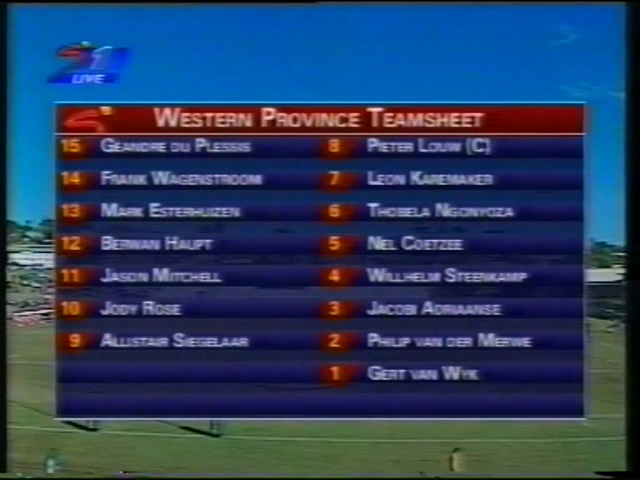 21
LIVE
WESTERN PROVINCE TEAMSHEET
15 GEANDRE DU PLESSIS
14 FRANK WAGENSTROOM
13 MARK ESTERHUIZEN
12 BERWAN HAUPT
11 JASON MITCHELL
10 JODY ROSE
9 ALLISTAIR SIEGELAAR
8 PIETER LOUW (C)
7 LEON KAREMAKER
6 THOBELA NGONYOZA
5 NEL COETZEE
4 WILLHELM STEENKAMP
3 JACOBI ADRIAANSE
2 PHILIP VAN DER MERWE
1 GERT VAN WYK